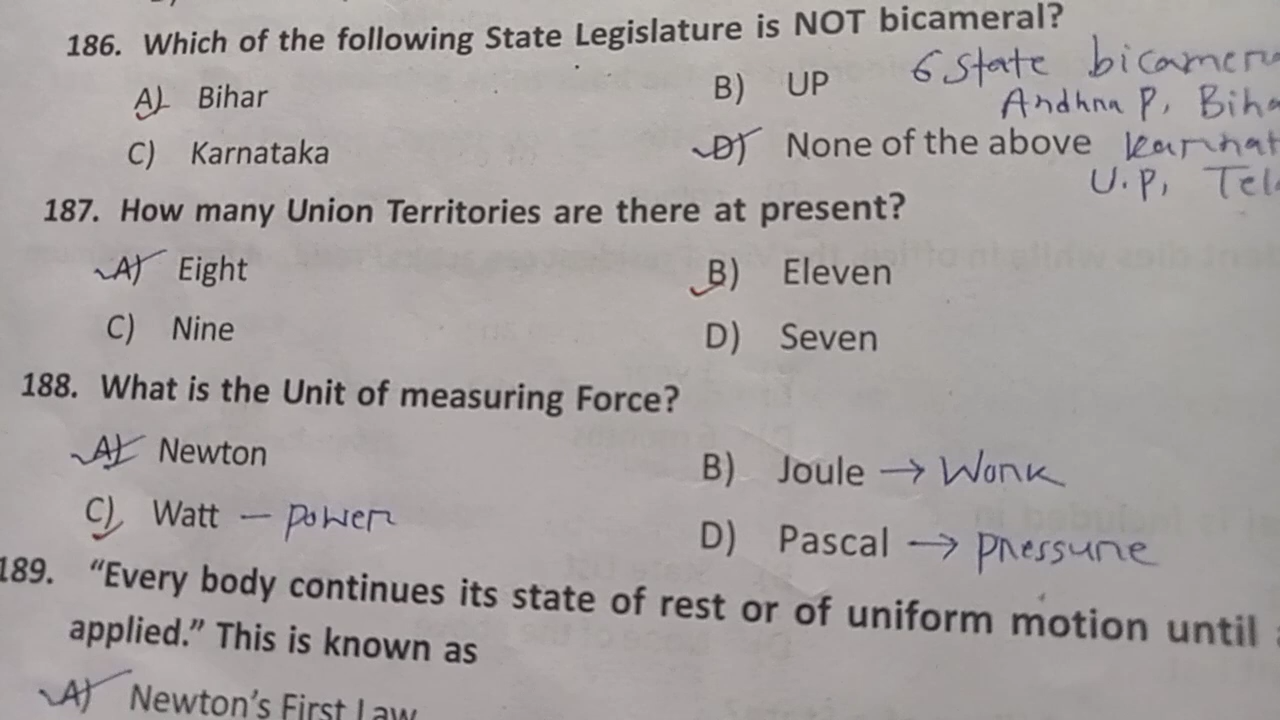 186. Which of the following State Legislature is NOT bicameral?
A) Bihar B) UP 6 State bicamer
Andhna P, Biha
C) Karnataka D) None of the above Karnat
U.P, Tel
187. How many Union Territories are there at present?
A) Eight B) Eleven
C) Nine D) Seven
188. What is the Unit of measuring Force?
A) Newton B) Joule → Wonk
C) Watt – power D) Pascal → pressune
189. "Every body continues its state of rest or of uniform motion until
applied." This is known as
A) Newton's First Law